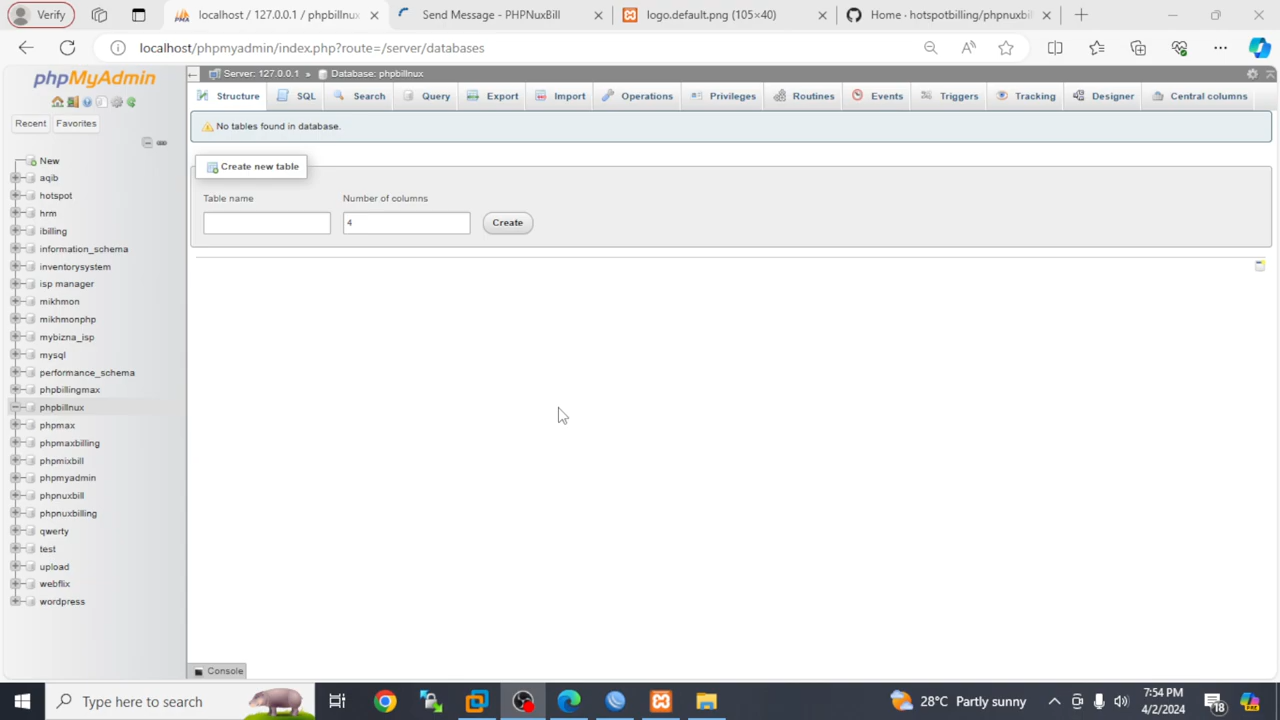 Verify
localhost / 127.0.0.1 / phpbillnux
Send Message - PHPNuxBill
logo.default.png (105×40)
Home · hotspotbilling/phpnuxbil
localhost/phpmyadmin/index.php?route=/server/databases
phpMyAdmin
Recent
Favorites
New
aqib
hotspot
hrm
ibilling
information_schema
inventorysystem
isp manager
mikhmon
mikhmonphp
mybizna_isp
mysql
performance_schema
phpbillingmax
phpbillnux
phpmax
phpmaxbilling
phpmixbill
phpmyadmin
phpnuxbill
phpnuxbilling
qwerty
test
upload
webflix
wordpress
Server: 127.0.0.1 » Database: phpbillnux
Structure SQL Search Query Export Import Operations Privileges Routines Events Triggers Tracking Designer Central columns
No tables found in database.
Create new table
Table name Number of columns
4 Create
Console
Type here to search
28°C Partly sunny
7:54 PM
4/2/2024
18
PRE